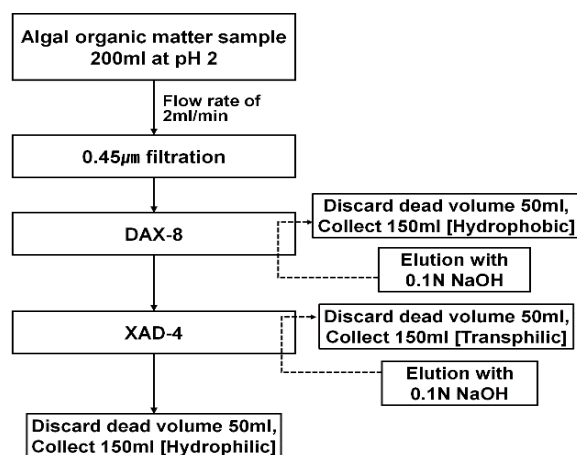 Algal organic matter sample
200ml at pH 2
Flow rate of
2ml/min
0.45㎛ filtration
DAX-8
Discard dead volume 50ml,
Collect 150ml [Hydrophobic]
Elution with
0.1N NaOH
XAD-4
Discard dead volume 50ml,
Collect 150ml [Transphilic]
Elution with
0.1N NaOH
Discard dead volume 50ml,
Collect 150ml [Hydrophilic]